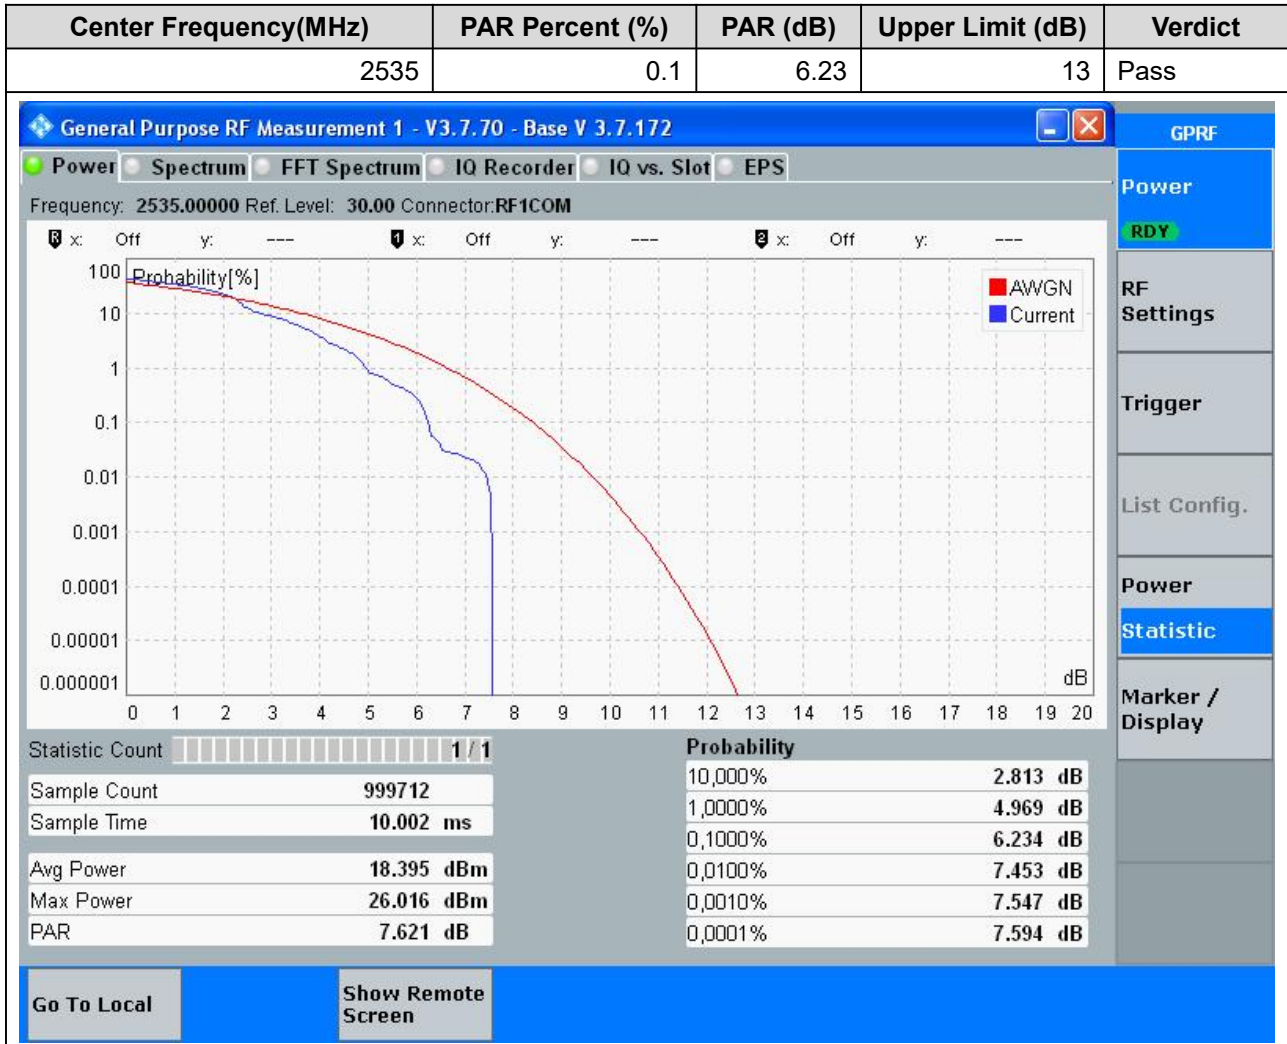 Center Frequency(MHz) PAR Percent (%) PAR (dB) Upper Limit (dB) Verdict
2535 0.1 6.23 13 Pass
General Purpose RF Measurement 1 - V3.7.70 - Base V 3.7.172
GPRF
Power Spectrum FFT Spectrum IQ Recorder IQ vs. Slot EPS
Power
RDY
Frequency: 2535.00000 Ref. Level: 30.00 Connector:RF1COM
R x: Off y: --- 1 x: Off y: --- 2 x: Off y: ---
Probability[%]
AWGN
Current
100
10
1
0.1
0.01
0.001
0.0001
0.00001
0.000001
dB
0 1 2 3 4 5 6 7 8 9 10 11 12 13 14 15 16 17 18 19 20
RF
Settings
Trigger
List Config.
Power
Statistic
Marker /
Display
Statistic Count 1 / 1
Sample Count 999712
Sample Time 10.002 ms
Avg Power 18.395 dBm
Max Power 26.016 dBm
PAR 7.621 dB
Probability
10,000% 2.813 dB
1,0000% 4.969 dB
0,1000% 6.234 dB
0,0100% 7.453 dB
0,0010% 7.547 dB
0,0001% 7.594 dB
Go To Local
Show Remote
Screen